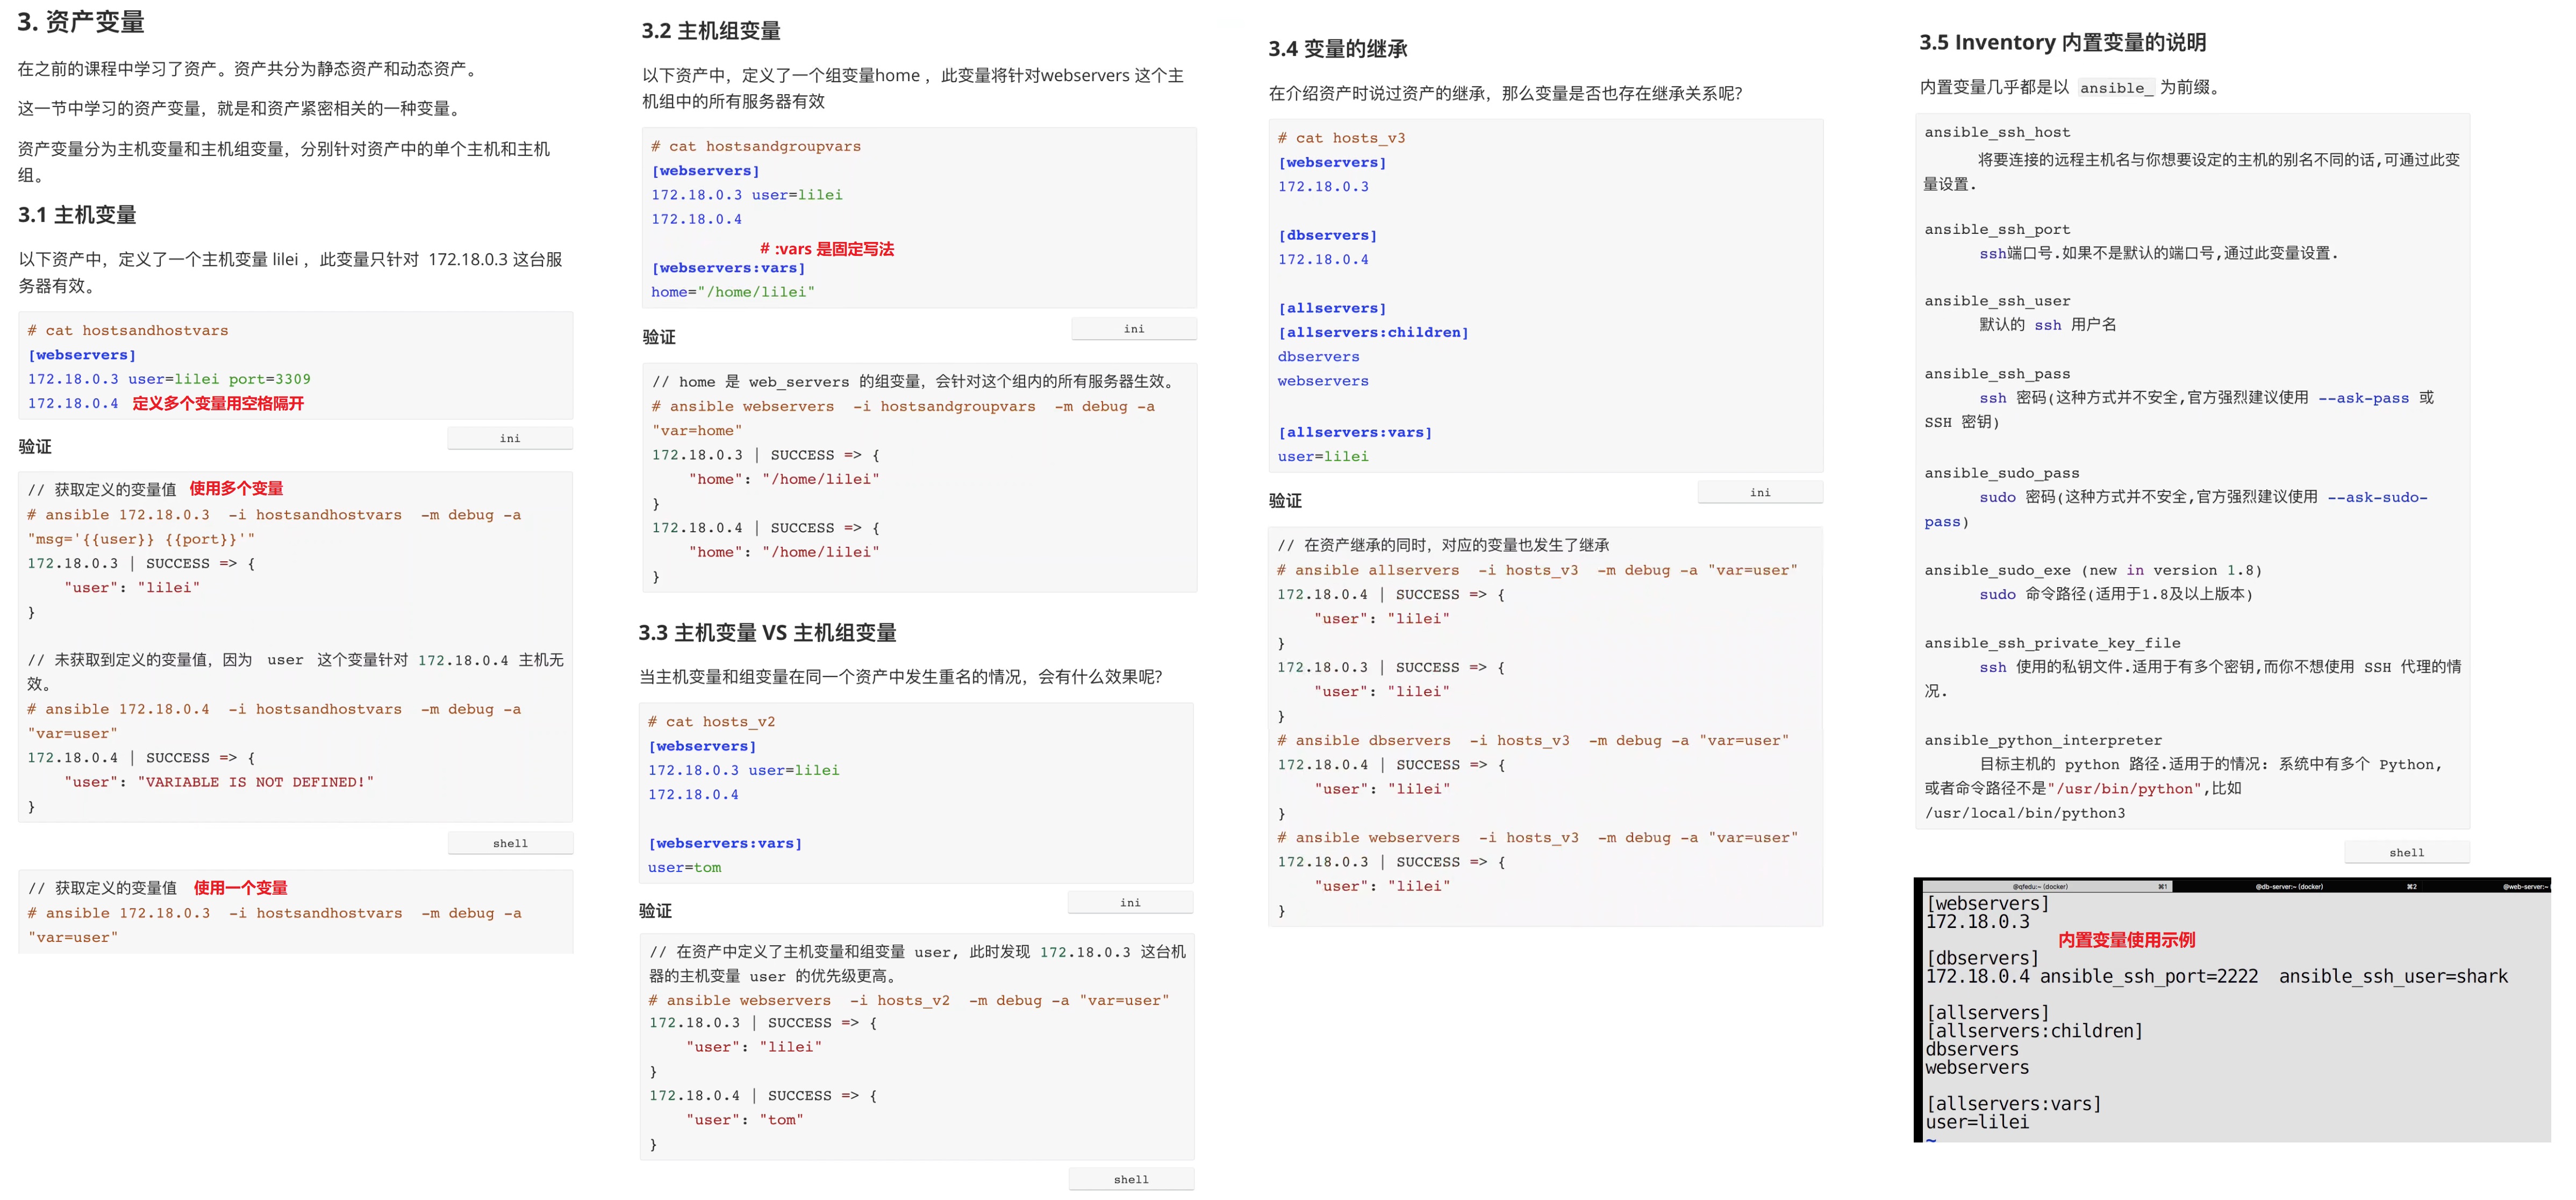 3. 资产变量
在之前的课程中学习了资产。资产共分为静态资产和动态资产。
这一节中学习的资产变量，就是和资产紧密相关的一种变量。
资产变量分为主机变量和主机组变量，分别针对资产中的单个主机和主机
组。
3.1 主机变量
以下资产中，定义了一个主机变量 lilei ，此变量只针对 172.18.0.3 这台服
务器有效。
# cat hostsandhostvars
[webservers]
172.18.0.3 user=lilei port=3309
172.18.0.4 定义多个变量用空格隔开
ini
验证
// 获取定义的变量值 使用多个变量
# ansible 172.18.0.3 -i hostsandhostvars -m debug -a
"msg='{{user}} {{port}}'"
172.18.0.3 | SUCCESS => {
"user": "lilei"
}
// 未获取到定义的变量值，因为 user 这个变量针对 172.18.0.4 主机无
效。
# ansible 172.18.0.4 -i hostsandhostvars -m debug -a
"var=user"
172.18.0.4 | SUCCESS => {
"user": "VARIABLE IS NOT DEFINED!"
}
shell
// 获取定义的变量值 使用一个变量
# ansible 172.18.0.3 -i hostsandhostvars -m debug -a
"var=user"
3.2 主机组变量
以下资产中，定义了一个组变量home ，此变量将针对webservers 这个主
机组中的所有服务器有效
# cat hostsandgroupvars
[webservers]
172.18.0.3 user=lilei
172.18.0.4
# :vars 是固定写法
[webservers:vars]
home="/home/lilei"
ini
验证
// home 是 web_servers 的组变量，会针对这个组内的所有服务器生效。
# ansible webservers -i hostsandgroupvars -m debug -a
"var=home"
172.18.0.3 | SUCCESS => {
"home": "/home/lilei"
}
172.18.0.4 | SUCCESS => {
"home": "/home/lilei"
}
3.3 主机变量 VS 主机组变量
当主机变量和组变量在同一个资产中发生重名的情况，会有什么效果呢？
# cat hosts_v2
[webservers]
172.18.0.3 user=lilei
172.18.0.4
[webservers:vars]
user=tom
ini
验证
// 在资产中定义了主机变量和组变量 user, 此时发现 172.18.0.3 这台机
器的主机变量 user 的优先级更高。
# ansible webservers -i hosts_v2 -m debug -a "var=user"
172.18.0.3 | SUCCESS => {
"user": "lilei"
}
172.18.0.4 | SUCCESS => {
"user": "tom"
}
shell
3.4 变量的继承
在介绍资产时说过资产的继承，那么变量是否也存在继承关系呢？
# cat hosts_v3
[webservers]
172.18.0.3
[dbservers]
172.18.0.4
[allservers]
[allservers:children]
dbservers
webservers
[allservers:vars]
user=lilei
ini
验证
// 在资产继承的同时，对应的变量也发生了继承
# ansible allservers -i hosts_v3 -m debug -a "var=user"
172.18.0.4 | SUCCESS => {
"user": "lilei"
}
172.18.0.3 | SUCCESS => {
"user": "lilei"
}
# ansible dbservers -i hosts_v3 -m debug -a "var=user"
172.18.0.4 | SUCCESS => {
"user": "lilei"
}
# ansible webservers -i hosts_v3 -m debug -a "var=user"
172.18.0.3 | SUCCESS => {
"user": "lilei"
}
3.5 Inventory 内置变量的说明
内置变量几乎都是以 ansible_ 为前缀。
ansible_ssh_host
将要连接的远程主机名与你想要设定的主机的别名不同的话,可通过此变
量设置.
ansible_ssh_port
ssh端口号.如果不是默认的端口号,通过此变量设置.
ansible_ssh_user
默认的 ssh 用户名
ansible_ssh_pass
ssh 密码(这种方式并不安全,官方强烈建议使用 --ask-pass 或
SSH 密钥)
ansible_sudo_pass
sudo 密码(这种方式并不安全,官方强烈建议使用 --ask-sudo-
pass)
ansible_sudo_exe (new in version 1.8)
sudo 命令路径(适用于1.8及以上版本)
ansible_ssh_private_key_file
ssh 使用的私钥文件.适用于有多个密钥,而你不想使用 SSH 代理的情
况.
ansible_python_interpreter
目标主机的 python 路径.适用于的情况: 系统中有多个 Python,
或者命令路径不是"/usr/bin/python",比如
/usr/local/bin/python3
shell
@qfedu:~ (docker) ⌘1 @db-server:~ (docker) ⌘2 @web-server:~
[webservers]
172.18.0.3
内置变量使用示例
[dbservers]
172.18.0.4 ansible_ssh_port=2222 ansible_ssh_user=shark
[allservers]
[allservers:children]
dbservers
webservers
[allservers:vars]
user=lilei
~